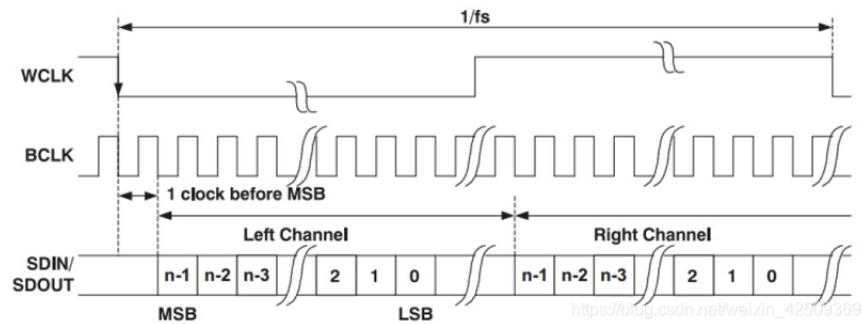 1/fs
WCLK
BCLK
1 clock before MSB
Left Channel
Right Channel
SDIN/
SDOUT
n-1 n-2 n-3 2 1 0 n-1 n-2 n-3 2 1 0
MSB
LSB
https://blog.csdn.net/weixin_42509369